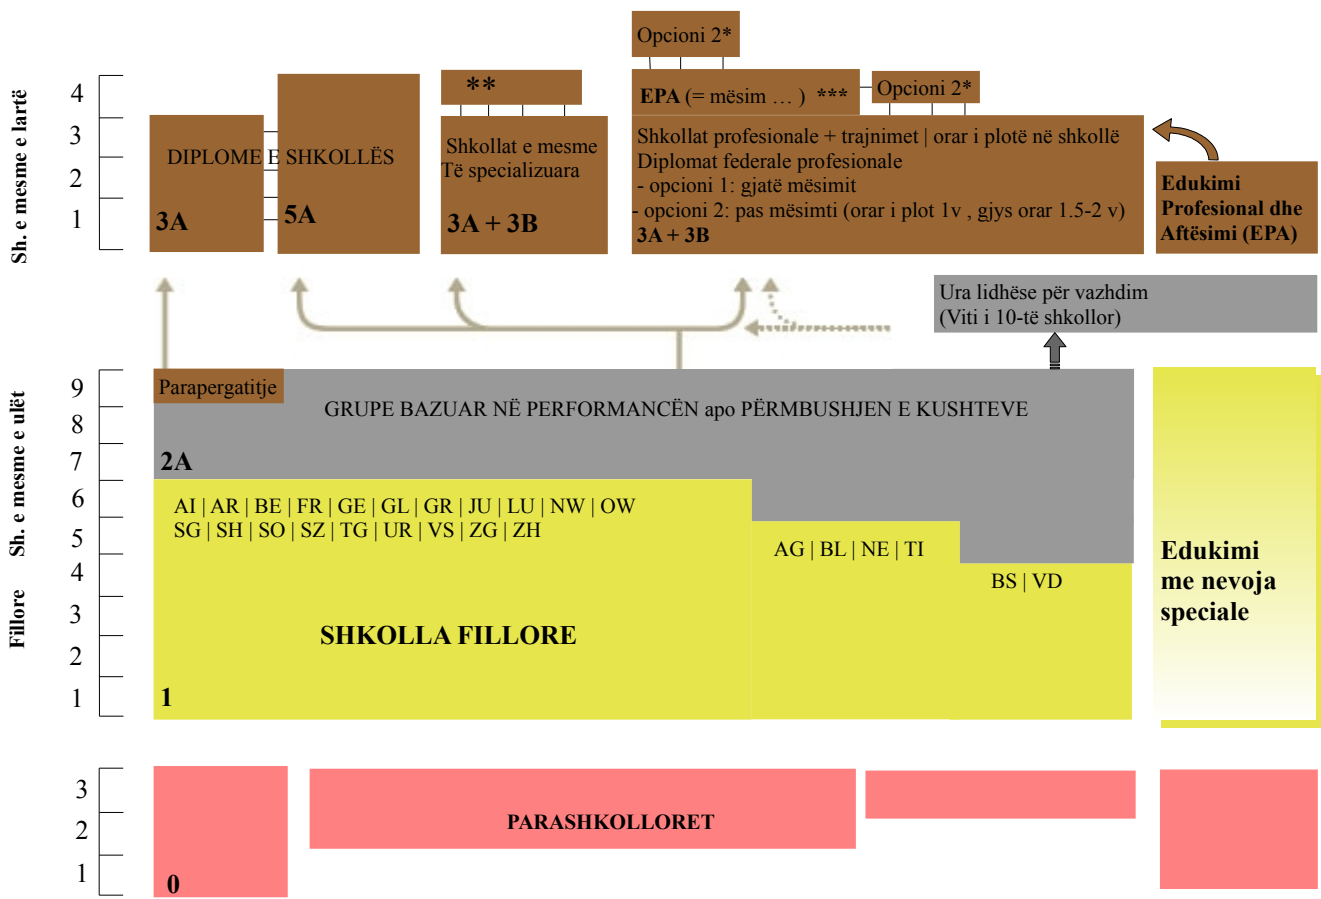 Opcioni 2*
Sh. e mesme e lartë
4
3
2
1
**
EPA (= mësim … ) ***
Opcioni 2*
DIPLOME E SHKOLLËS
3A
5A
Shkollat e mesme
Të specializuara
3A + 3B
Shkollat profesionale + trajnimet | orar i plotë në shkollë
Diplomat federale profesionale
- opcioni 1: gjatë mësimit
- opcioni 2: pas mësimti (orari i plot 1v , gjys orar 1.5-2 v)
3A + 3B
Edukimi
Profesional dhe
Aftësimi (EPA)
Ura lidhëse për vazhdim
(Viti i 10-të shkollor)
Sh. e mesme e ulët
9
8
7
6
5
Parapergatitje
GRUPE BAZUAR NË PERFORMANCËN apo PËRMBUSHJEN E KUSHTEVE
2A
AI | AR | BE | FR | GE | GL | GR | JU | LU | NW | OW
SG | SH | SO | SZ | TG | UR | VS | ZG | ZH
AG | BL | NE | TI
BS | VD
Fillore
4
3
2
1
SHKOLLA FILLORE
1
Edukimi
me nevoja
speciale
3
2
1
PARASHKOLLORET
0